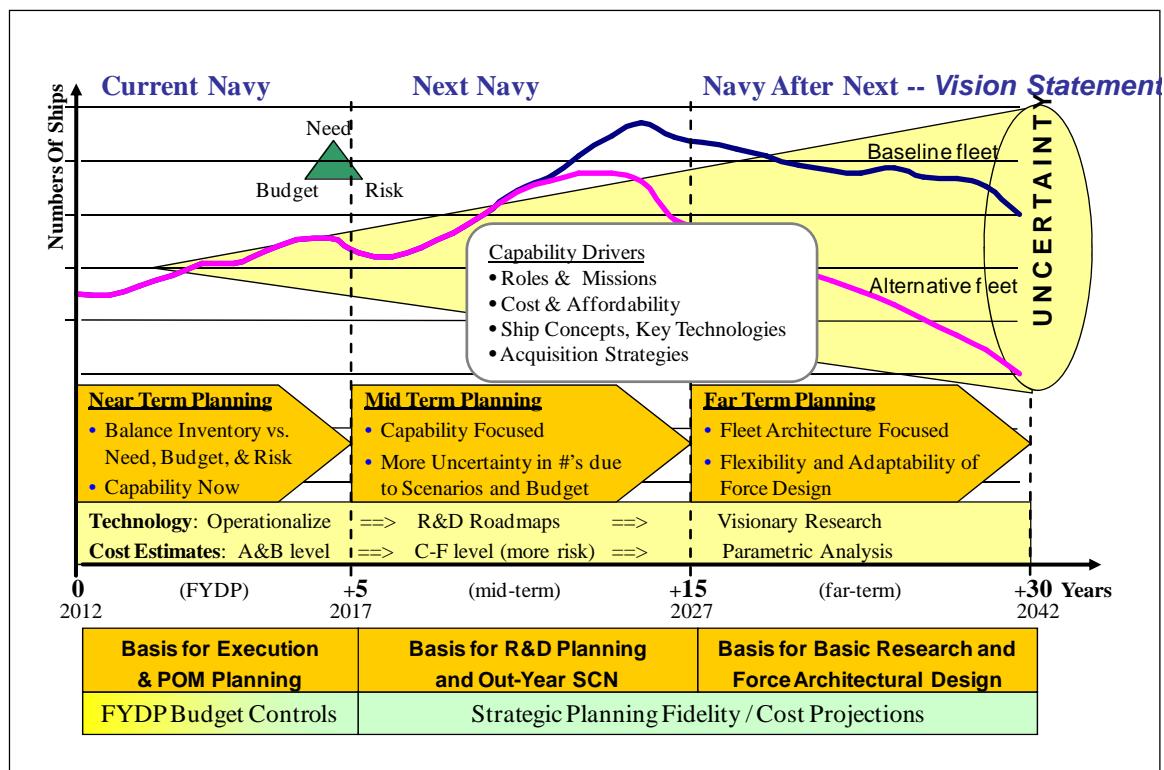 Current Navy
Next Navy
Navy After Next -- Vision Statement
Numbers Of Ships
Need
Budget
Risk
Baseline fleet
Alternative fleet
UNCERTAINTY
Capability Drivers
• Roles & Missions
• Cost & Affordability
• Ship Concepts, Key Technologies
• Acquisition Strategies
Near Term Planning
• Balance Inventory vs.
Need, Budget, & Risk
• Capability Now
Mid Term Planning
• Capability Focused
• More Uncertainty in #'s due
to Scenarios and Budget
Far Term Planning
• Fleet Architecture Focused
• Flexibility and Adaptability of
Force Design
Technology: Operationalize ==> R&D Roadmaps ==> Visionary Research
Cost Estimates: A&B level ==> C-F level (more risk) ==> Parametric Analysis
0 (FYDP) +5 (mid-term) +15 (far-term) +30 Years
2012 2017 2027 2042
Basis for Execution
& POM Planning
Basis for R&D Planning
and Out-Year SCN
Basis for Basic Research and
Force Architectural Design
FYDP Budget Controls
Strategic Planning Fidelity / Cost Projections